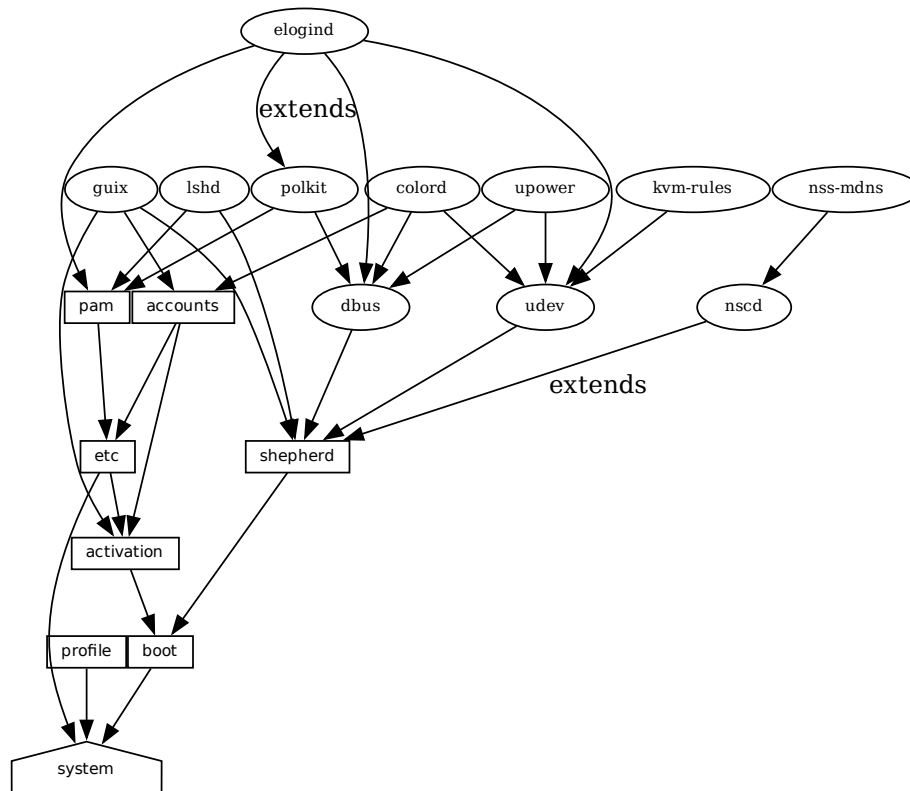 elogind
extends
guix
lshd
polkit
colord
upower
kvm-rules
nss-mdns
pam
accounts
dbus
udev
nscd
extends
etc
shepherd
activation
profile
boot
system